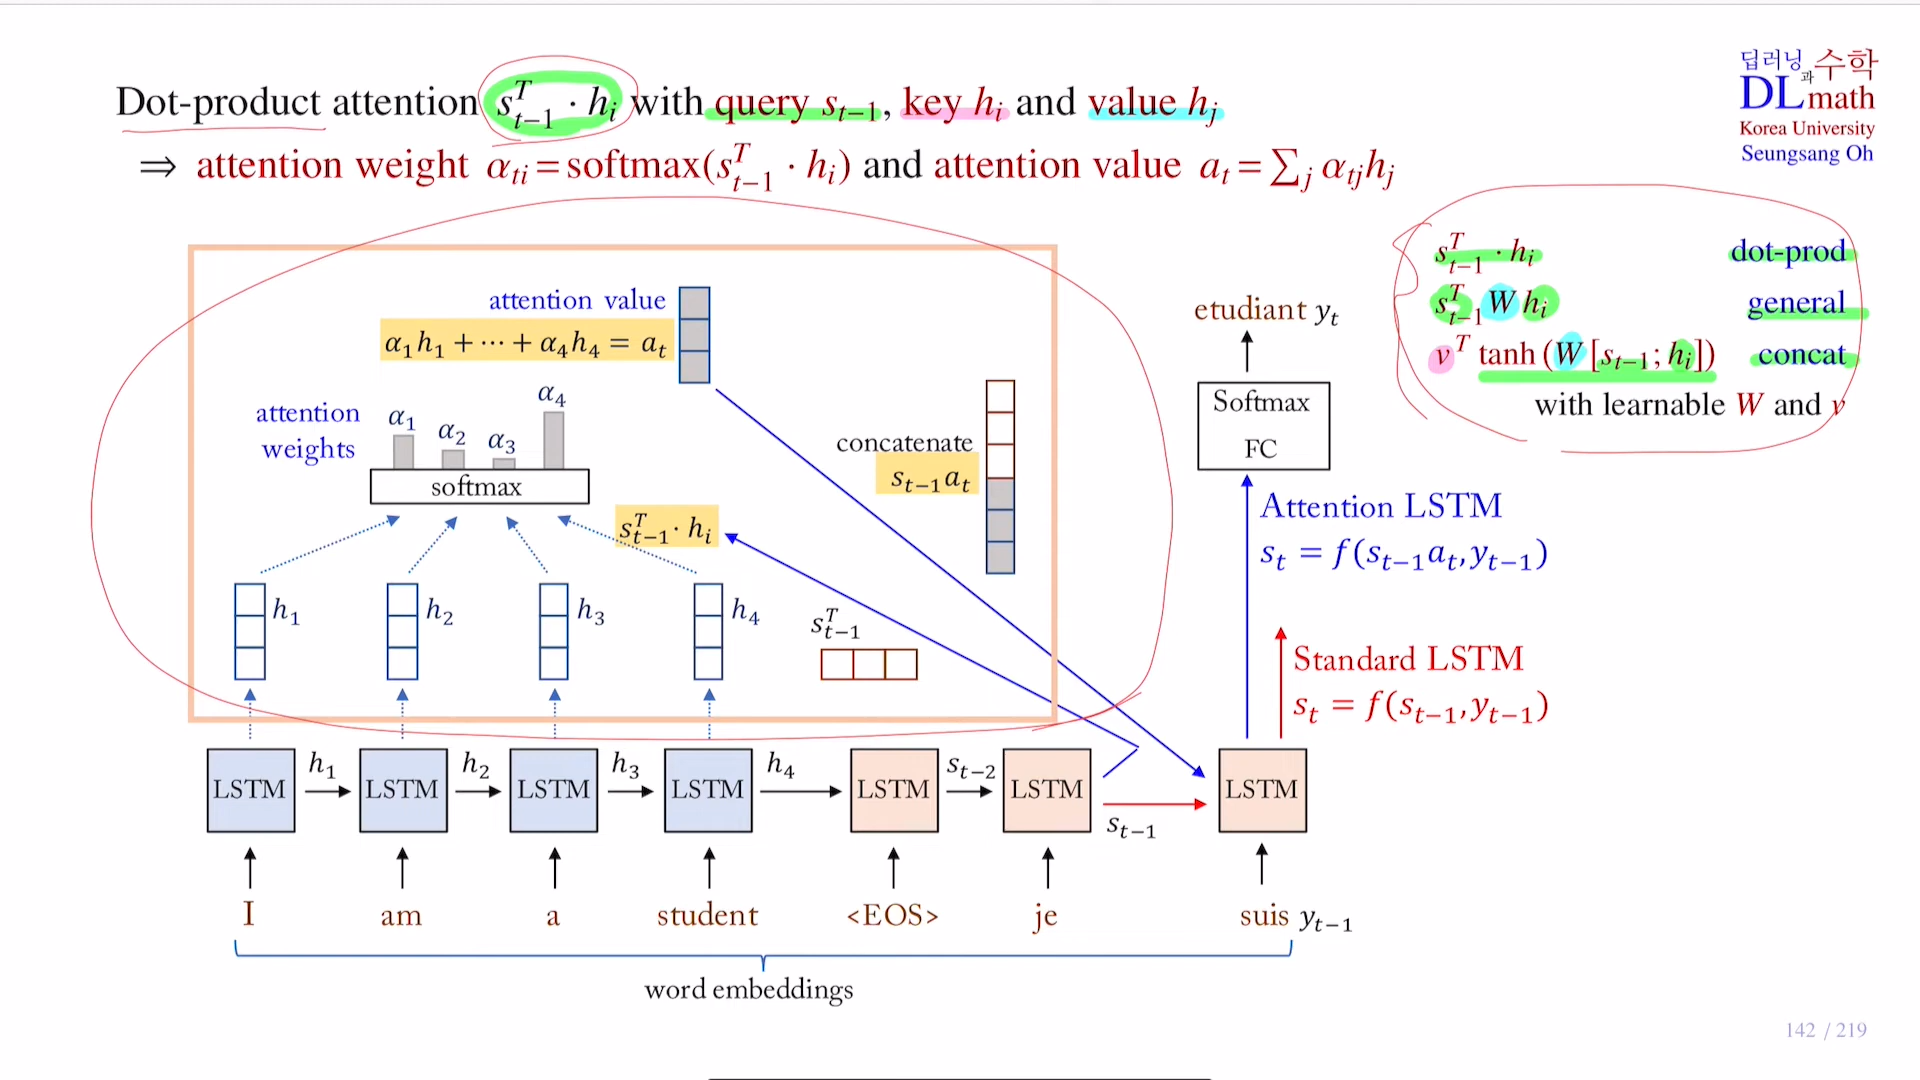 Dot-product attention s_{t-1}^T · h_i with query s_{t-1}, key h_i and value h_j
⇒ attention weight α_{ti} = softmax(s_{t-1}^T · h_i) and attention value a_t = ∑_j α_{tj} h_j
딥러닝과수학
DL math
Korea University
Seungsang Oh
s_{t-1}^T · h_i dot-prod
s_{t-1}^T W h_i general
v^T tanh (W [s_{t-1}; h_i]) concat
with learnable W and v
attention value
α_1 h_1 + ⋯ + α_4 h_4 = a_t
attention
weights
α_1 α_2 α_3 α_4
softmax
s_{t-1}^T · h_i
concatenate
s_{t-1} a_t
h_1 h_2 h_3 h_4
s_{t-1}^T
etudiant y_t
Softmax
FC
Attention LSTM
s_t = f(s_{t-1} a_t, y_{t-1})
Standard LSTM
s_t = f(s_{t-1}, y_{t-1})
LSTM h_1 LSTM h_2 LSTM h_3 LSTM h_4 LSTM s_{t-2} LSTM s_{t-1} LSTM
I am a student <EOS> je suis y_{t-1}
word embeddings
142 / 219